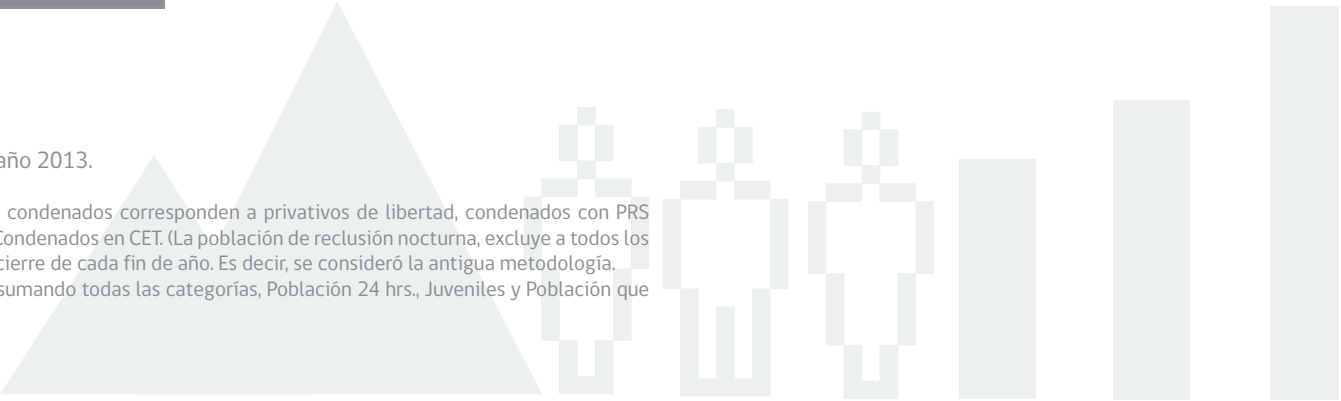 año 2013.
condenados corresponden a privativos de libertad, condenados con PRS
Condenados en CET. (La población de reclusión nocturna, excluye a todos los
cierre de cada fin de año. Es decir, se consideró la antigua metodología.
sumando todas las categorías, Población 24 hrs., Juveniles y Población que